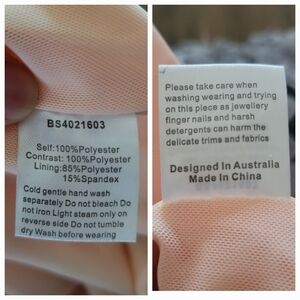 BS4021603
Self:100%Polyester
Contrast: 100%Polyester
Lining:85%Polyester
15%Spandex
Cold gentle hand wash
separately Do not bleach Do
not iron Light steam only on
reverse side Do not tumble
dry Wash before wearing
Please take care when
washing wearing and trying
on this piece as jewellery
finger nails and harsh
detergents can harm the
delicate trims and fabrics
Designed In Australia
Made In China